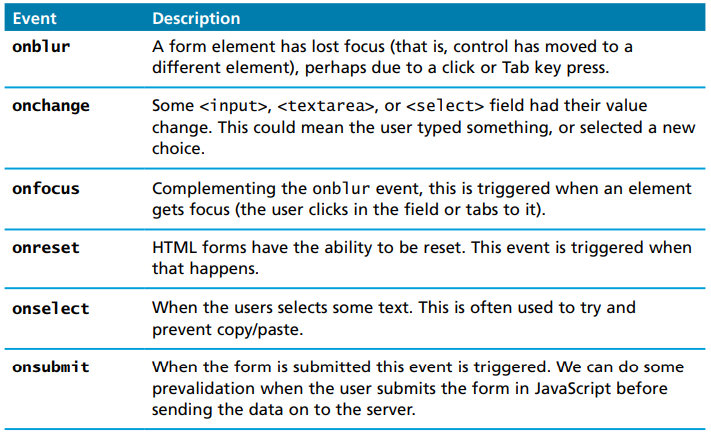 Event Description
onblur A form element has lost focus (that is, control has moved to a
different element), perhaps due to a click or Tab key press.
onchange Some <input>, <textarea>, or <select> field had their value
change. This could mean the user typed something, or selected a new
choice.
onfocus Complementing the onblur event, this is triggered when an element
gets focus (the user clicks in the field or tabs to it).
onreset HTML forms have the ability to be reset. This event is triggered when
that happens.
onselect When the users selects some text. This is often used to try and
prevent copy/paste.
onsubmit When the form is submitted this event is triggered. We can do some
prevalidation when the user submits the form in JavaScript before
sending the data on to the server.